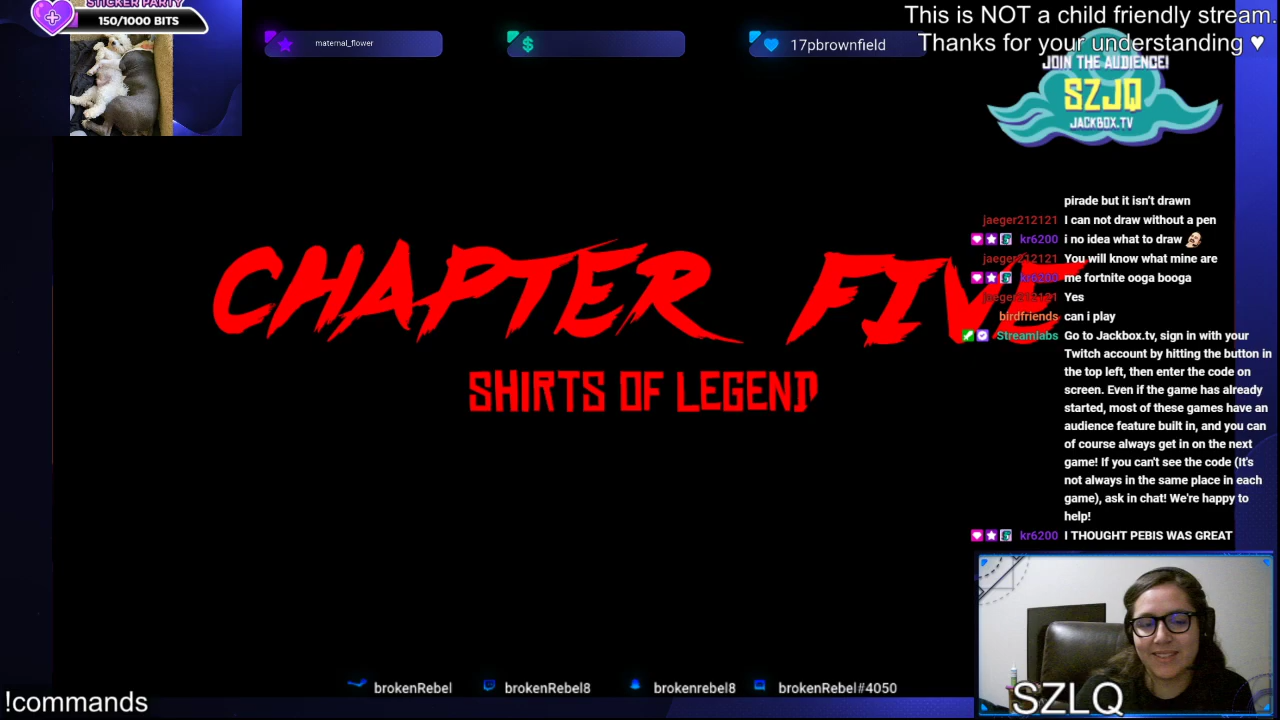 STICKER PARTY
150/1000 BITS
maternal_flower
17pbrownfield
This is NOT a child friendly stream.
Thanks for your understanding ♥
JOIN THE AUDIENCE!
SZJQ
JACKBOX.TV
CHAPTER FIVE
SHIRTS OF LEGEND
pirade but it isn't drawn
jaeger212121 I can not draw without a pen
kr6200 i no idea what to draw
jaeger212121 You will know what mine are
kr6200 me fortnite ooga booga
jaeger212121 Yes
birdfriends can i play
Streamlabs Go to Jackbox.tv, sign in with your
Twitch account by hitting the button in
the top left, then enter the code on
screen. Even if the game has already
started, most of these games have an
audience feature built in, and you can
of course always get in on the next
game! If you can't see the code (It's
not always in the same place in each
game), ask in chat! We're happy to
help!
kr6200 I THOUGHT PEBIS WAS GREAT
brokenRebel
brokenRebel8
brokenrebel8
brokenRebel#4050
!commands
SZLQ